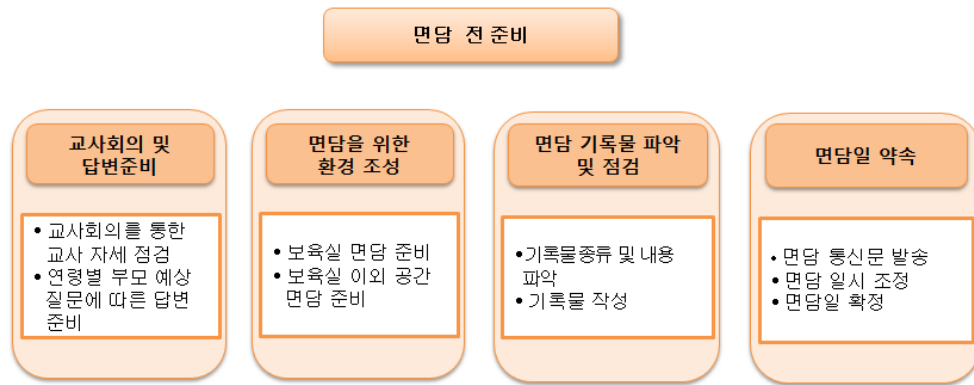 면담 전 준비
교사회의 및
답변준비
• 교사회의를 통한
교사 자세 점검
• 연령별 부모 예상
질문에 따른 답변
준비
면담을 위한
환경 조성
• 보육실 면담 준비
• 보육실 이외 공간
면담 준비
면담 기록물 파악
및 점검
•기록물종류 및 내용
파악
• 기록물 작성
면담일 약속
• 면담 통신문 발송
• 면담 일시 조정
• 면담일 확정